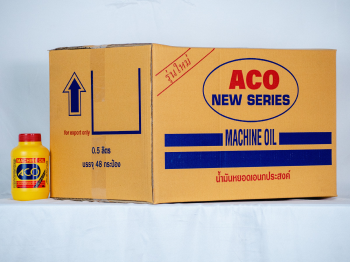 รุ่นใหม่
ACO
NEW SERIES
MACHINE OIL
น้ำมันหยอดเอนกประสงค์
for export only
0.5 ลิตร
บรรจุ 48 กระป๋อง
MACHINE OIL
ACO